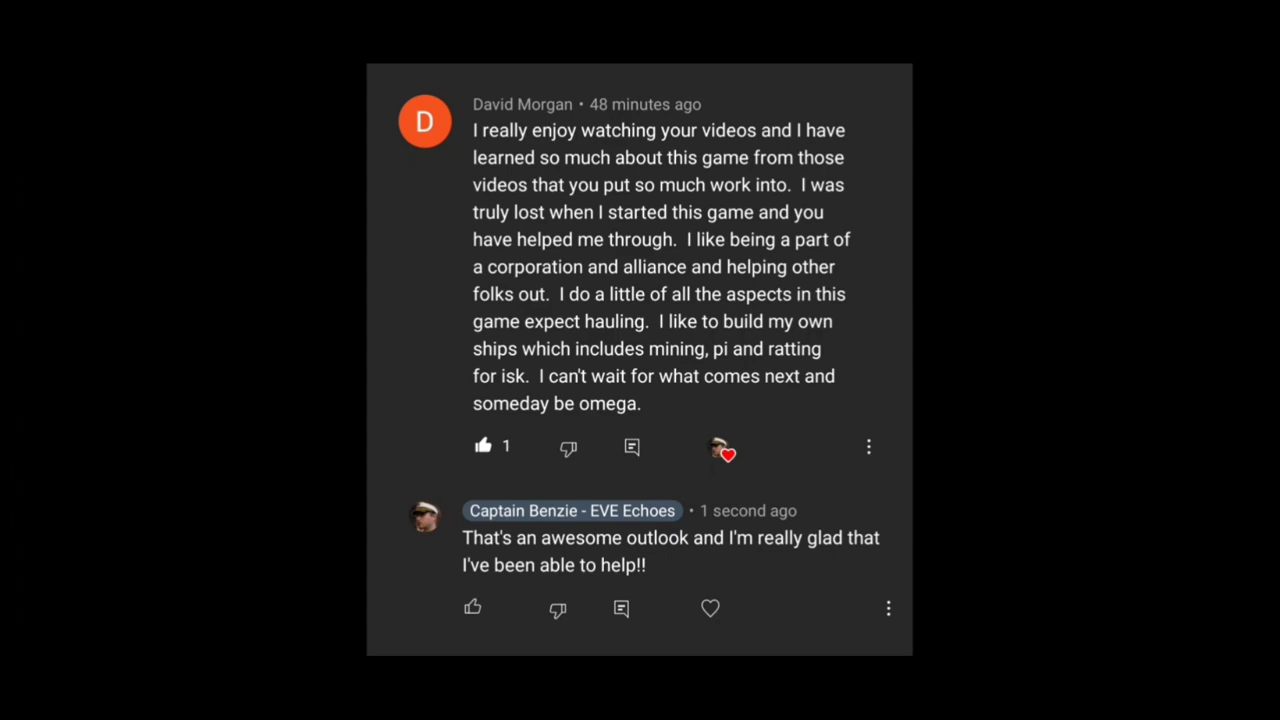 D
David Morgan • 48 minutes ago
I really enjoy watching your videos and I have
learned so much about this game from those
videos that you put so much work into.  I was
truly lost when I started this game and you
have helped me through.  I like being a part of
a corporation and alliance and helping other
folks out.  I do a little of all the aspects in this
game expect hauling.  I like to build my own
ships which includes mining, pi and ratting
for isk.  I can't wait for what comes next and
someday be omega.
1
Captain Benzie - EVE Echoes • 1 second ago
That's an awesome outlook and I'm really glad that
I've been able to help!!